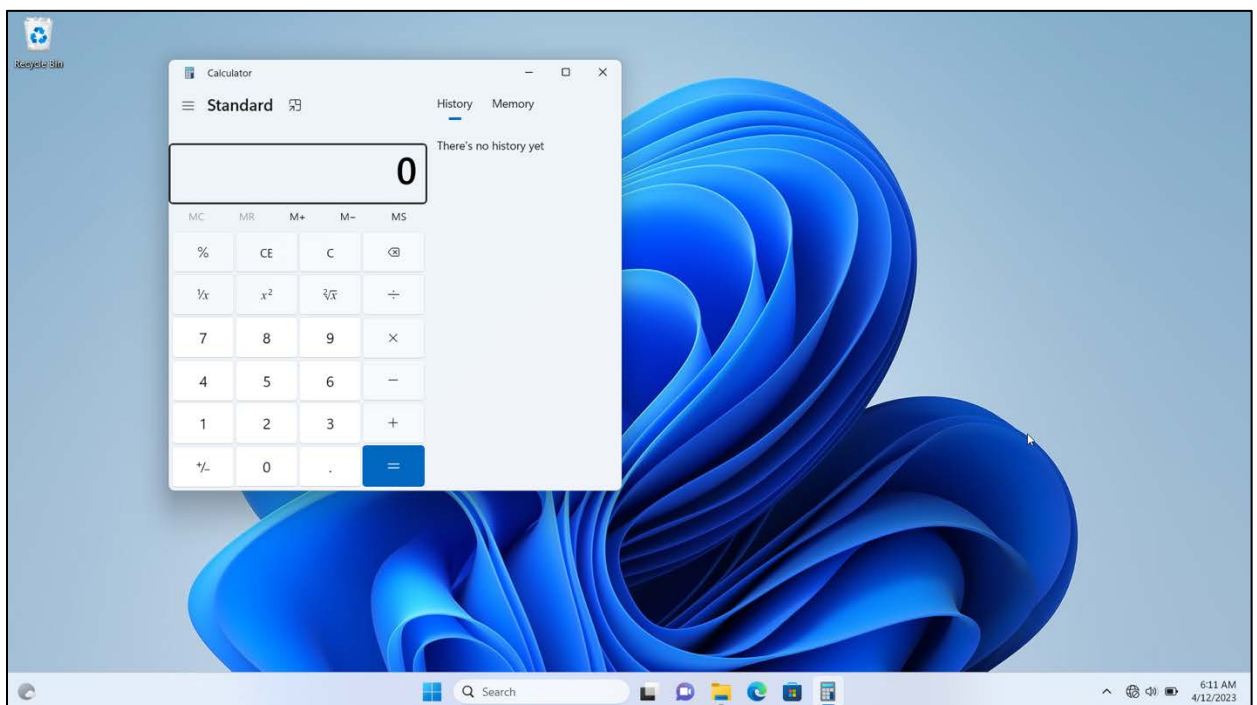 Recycle Bin
Calculator
Standard
History Memory
There's no history yet
0
MC MR M+ M− MS
% CE C
¹/x x² ²√x ÷
7 8 9 ×
4 5 6 −
1 2 3 +
+/− 0 . =
Search
6:11 AM
4/12/2023